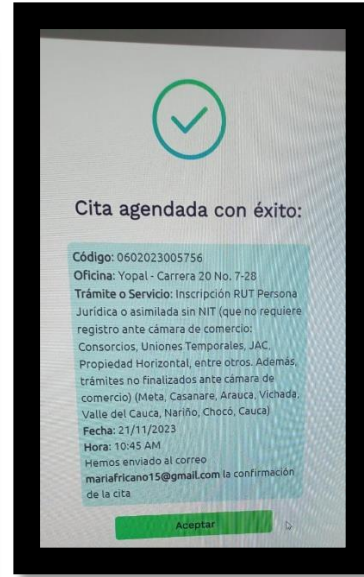 Cita agendada con éxito:
Código: 0602023005756
Oficina: Yopal - Carrera 20 No. 7-28
Trámite o Servicio: Inscripción RUT Persona
Jurídica o asimilada sin NIT (que no requiere
registro ante cámara de comercio:
Consorcios, Uniones Temporales, JAC,
Propiedad Horizontal, entre otros. Además,
trámites no finalizados ante cámara de
comercio) (Meta, Casanare, Arauca, Vichada,
Valle del Cauca, Nariño, Chocó, Cauca)
Fecha: 21/11/2023
Hora: 10:45 AM
Hemos enviado al correo
mariafricano15@gmail.com la confirmación
de la cita
Aceptar